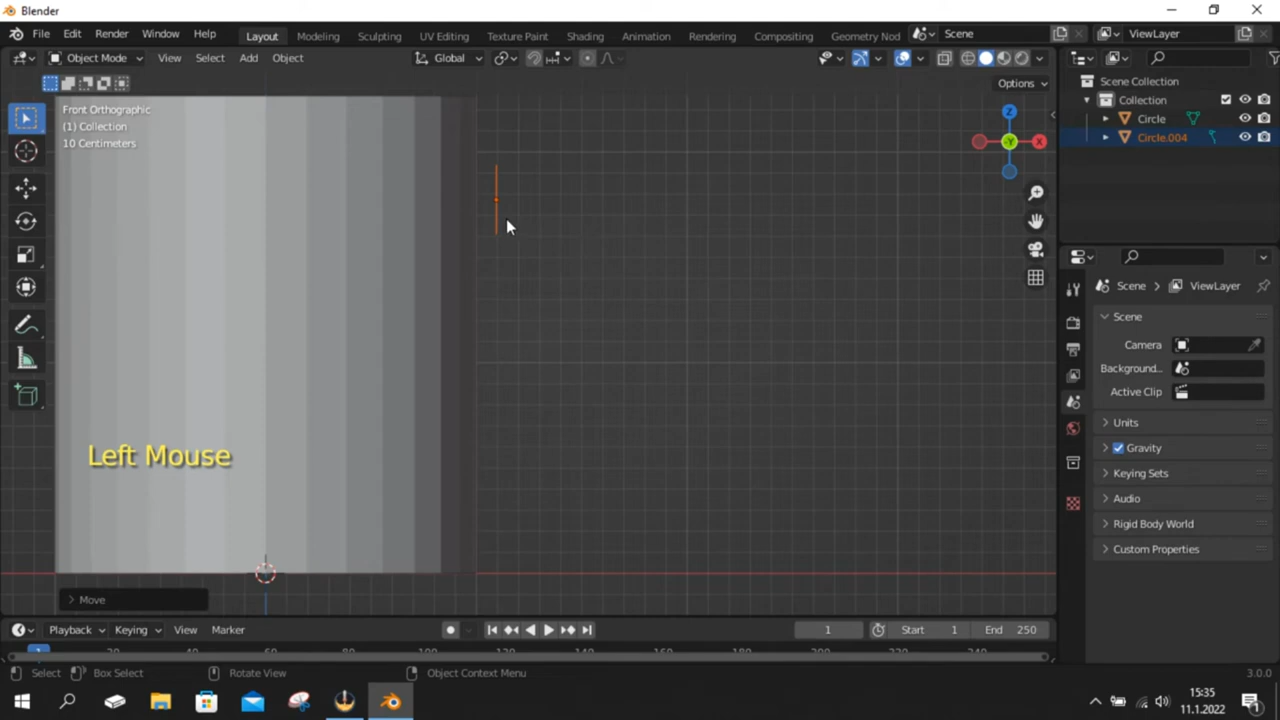 Blender
File Edit Render Window Help Layout Modeling Sculpting UV Editing Texture Paint Shading Animation Rendering Compositing Geometry Nod Scene ViewLayer
Object Mode View Select Add Object Global
Options
Front Orthographic
(1) Collection
10 Centimeters
Z
X
-Y
Scene Collection
Collection
Circle
Circle.004
Scene > ViewLayer
Scene
Camera
Background...
Active Clip
Units
Gravity
Keying Sets
Audio
Rigid Body World
Custom Properties
Left Mouse
> Move
Playback Keying View Marker 1 Start 1 End 250
1
Select Box Select Rotate View Object Context Menu 3.0.0
15:35
11.1.2022
1